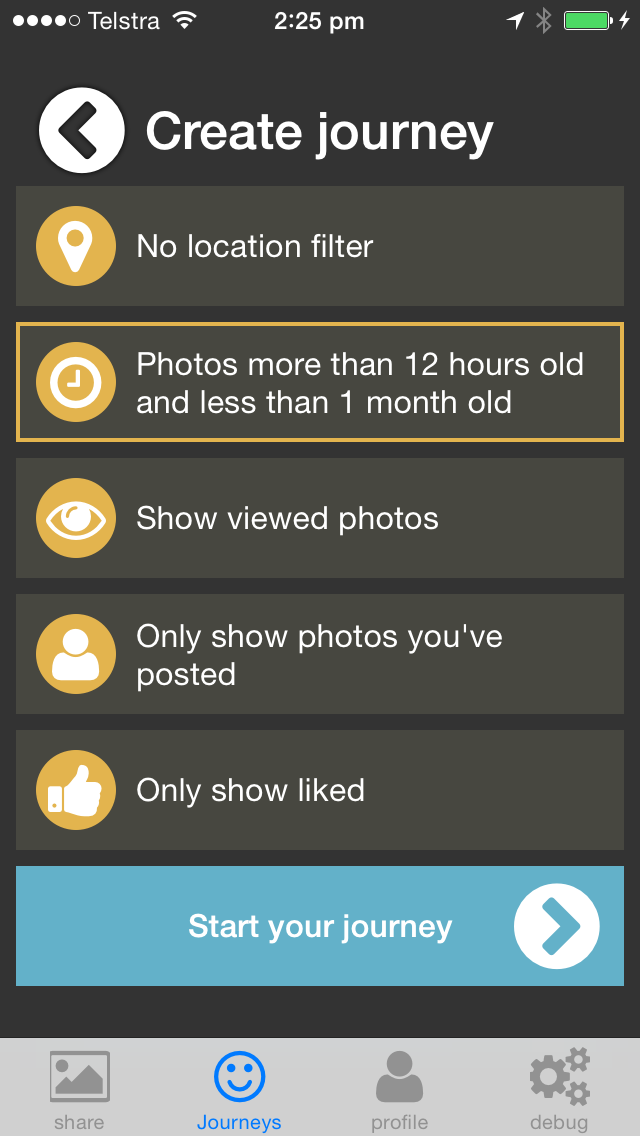 Telstra 2:25 pm
Create journey
No location filter
Photos more than 12 hours old
and less than 1 month old
Show viewed photos
Only show photos you've
posted
Only show liked
Start your journey
share Journeys profile debug